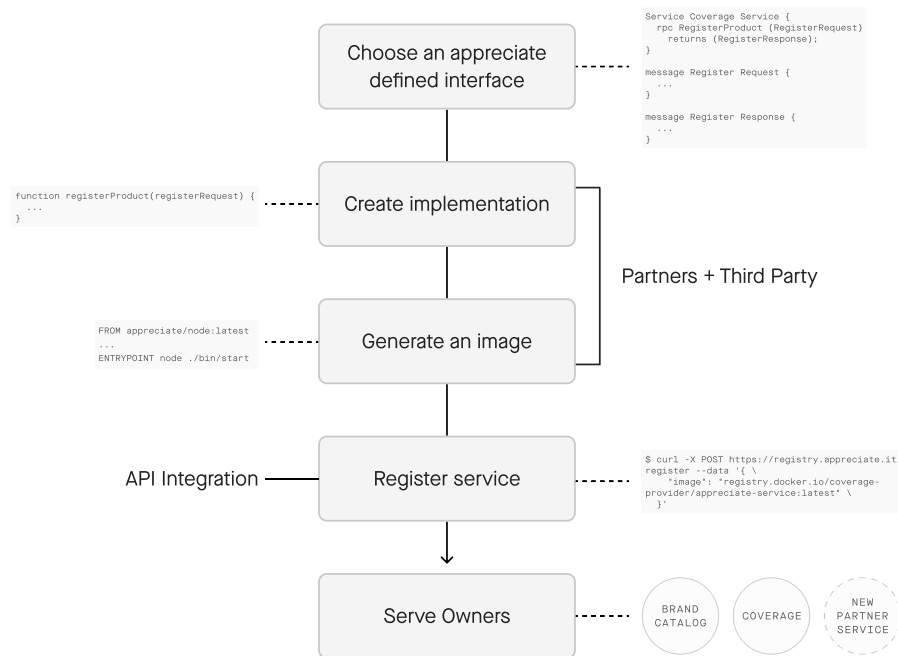 Choose an appreciate
defined interface
Service Coverage Service {
rpc RegisterProduct (RegisterRequest)
returns (RegisterResponse);
}
message Register Request {
...
}
message Register Response {
...
}
function registerProduct(registerRequest) {
...
}
Create implementation
Partners + Third Party
FROM appreciate/node:latest
...
ENTRYPOINT node ./bin/start
Generate an image
API Integration
Register service
$ curl -X POST https://registry.appreciate.it/
register --data '{ \
"image": "registry.docker.io/coverage-
provider/appreciate-service:latest" \
}'
Serve Owners
BRAND
CATALOG
COVERAGE
NEW
PARTNER
SERVICE